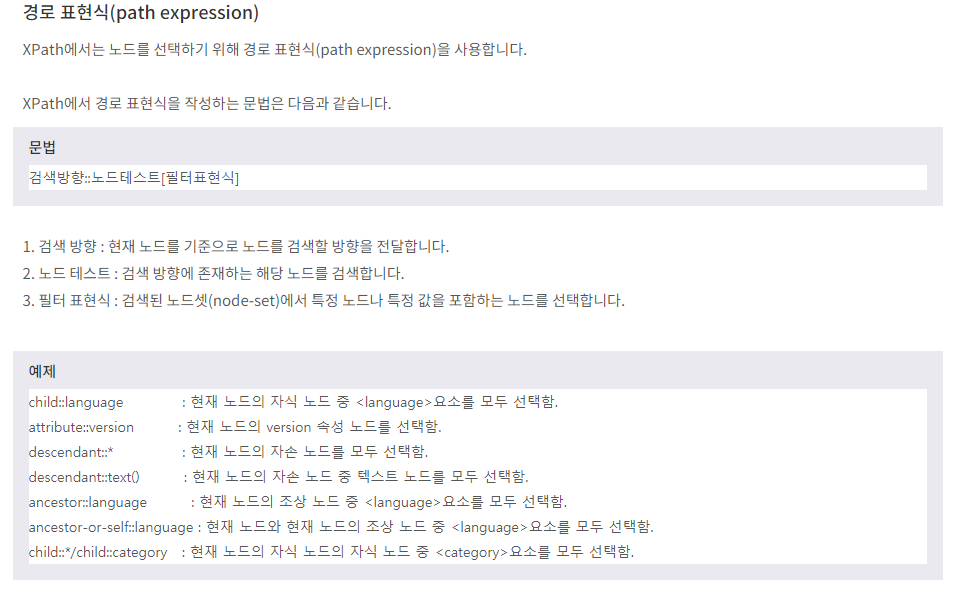 경로 표현식(path expression)
XPath에서는 노드를 선택하기 위해 경로 표현식(path expression)을 사용합니다.
XPath에서 경로 표현식을 작성하는 문법은 다음과 같습니다.
문법
검색방향::노드테스트[필터표현식]
1. 검색 방향 : 현재 노드를 기준으로 노드를 검색할 방향을 전달합니다.
2. 노드 테스트 : 검색 방향에 존재하는 해당 노드를 검색합니다.
3. 필터 표현식 : 검색된 노드셋(node-set)에서 특정 노드나 특정 값을 포함하는 노드를 선택합니다.
예제
child::language : 현재 노드의 자식 노드 중 <language>요소를 모두 선택함.
attribute::version : 현재 노드의 version 속성 노드를 선택함.
descendant::* : 현재 노드의 자손 노드를 모두 선택함.
descendant::text() : 현재 노드의 자손 노드 중 텍스트 노드를 모두 선택함.
ancestor::language : 현재 노드의 조상 노드 중 <language>요소를 모두 선택함.
ancestor-or-self::language : 현재 노드와 현재 노드의 조상 노드 중 <language>요소를 모두 선택함.
child::*/child::category : 현재 노드의 자식 노드의 자식 노드 중 <category>요소를 모두 선택함.